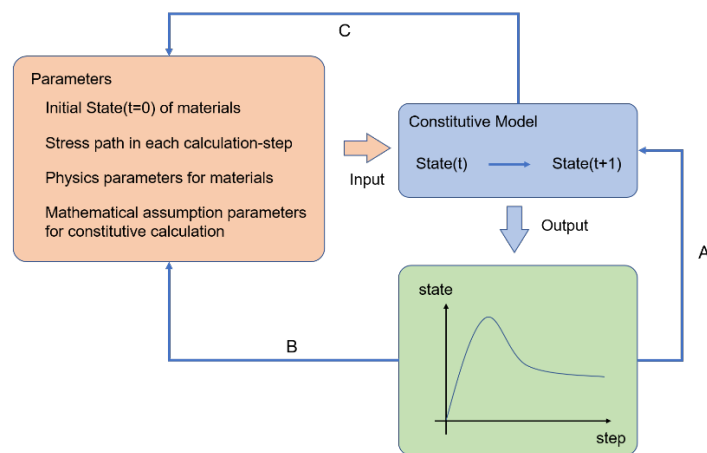 C
Parameters
Initial State(t=0) of materials
Stress path in each calculation-step
Physics parameters for materials
Mathematical assumption parameters
for constitutive calculation
Input
Constitutive Model
State(t)
State(t+1)
Output
A
B
state
step